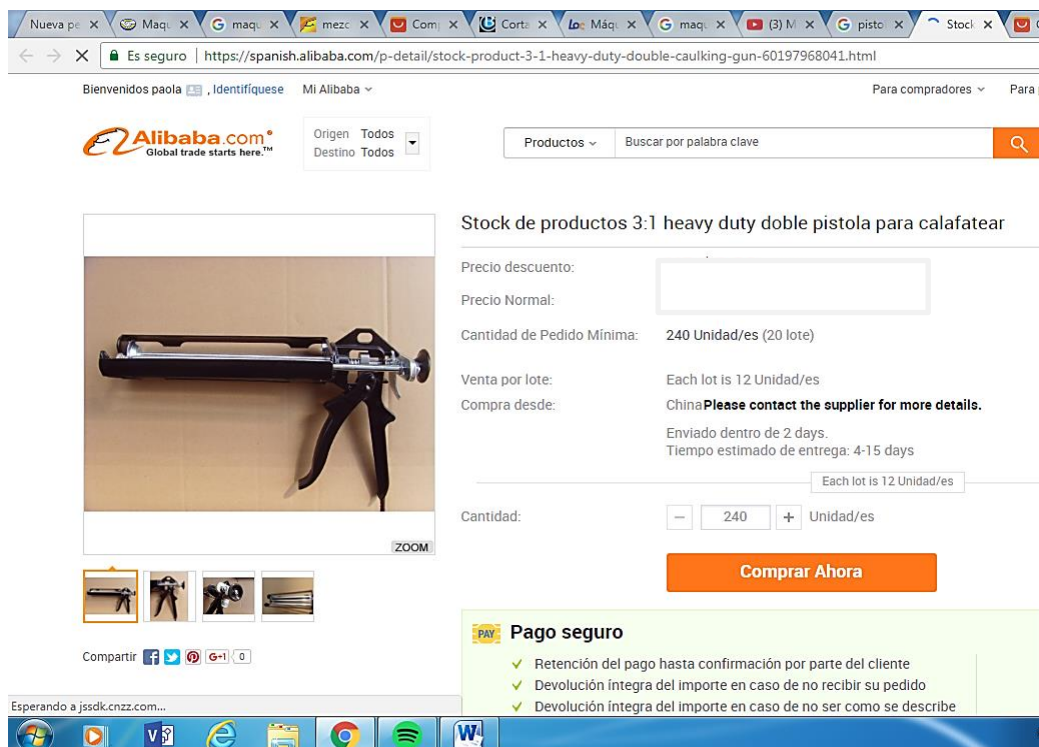 Nueva pe
Maqu
maqu
mezc
Com
Corta
Loc Máqu
maqu
(3) M
pisto
Stock
Es seguro | https://spanish.alibaba.com/p-detail/stock-product-3-1-heavy-duty-double-caulking-gun-60197968041.html
Bienvenidos paola , Identifíquese Mi Alibaba Para compradores Para
Alibaba.com
Global trade starts here.™
Origen Todos
Destino Todos
Productos Buscar por palabra clave
Stock de productos 3:1 heavy duty doble pistola para calafatear
Precio descuento:
Precio Normal:
Cantidad de Pedido Mínima: 240 Unidad/es (20 lote)
Venta por lote: Each lot is 12 Unidad/es
Compra desde: ChinaPlease contact the supplier for more details.
Enviado dentro de 2 days.
Tiempo estimado de entrega: 4-15 days
Each lot is 12 Unidad/es
Cantidad: − 240 + Unidad/es
ZOOM
Comprar Ahora
PAY Pago seguro
Retención del pago hasta confirmación por parte del cliente
Devolución íntegra del importe en caso de no recibir su pedido
Devolución íntegra del importe en caso de no ser como se describe
Compartir G+1 0
Esperando a jssdk.cnzz.com...